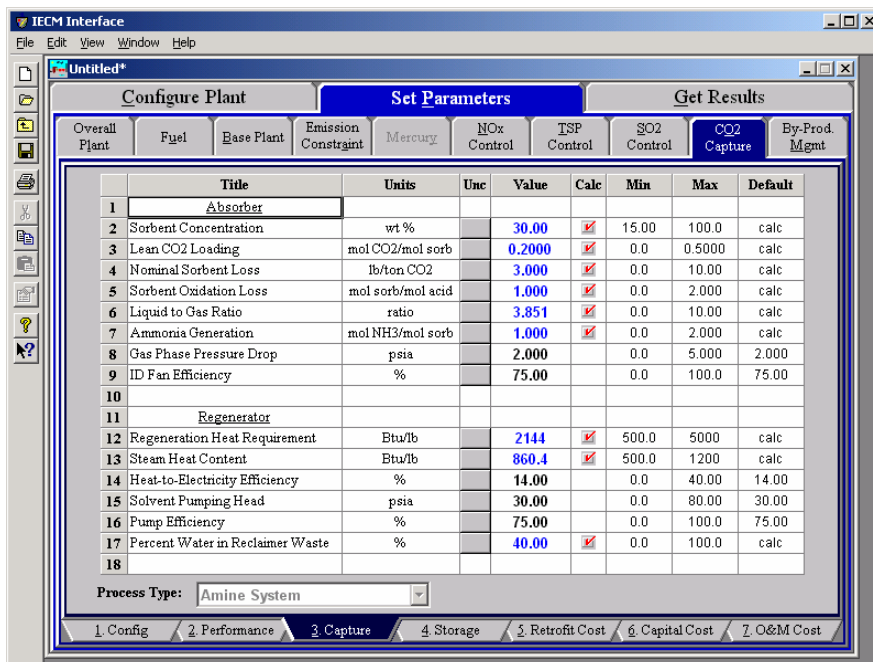 IECM Interface
File Edit View Window Help
Untitled*
Configure Plant Set Parameters Get Results
Overall Plant Fuel Base Plant Emission Constraint Mercury NOx Control TSP Control SO2 Control CO2 Capture By-Prod. Mgmt
Title Units Unc Value Calc Min Max Default
1 Absorber
2 Sorbent Concentration wt % 30.00 15.00 100.0 calc
3 Lean CO2 Loading mol CO2/mol sorb 0.2000 0.0 0.5000 calc
4 Nominal Sorbent Loss lb/ton CO2 3.000 0.0 10.00 calc
5 Sorbent Oxidation Loss mol sorb/mol acid 1.000 0.0 2.000 calc
6 Liquid to Gas Ratio ratio 3.851 0.0 10.00 calc
7 Ammonia Generation mol NH3/mol sorb 1.000 0.0 2.000 calc
8 Gas Phase Pressure Drop psia 2.000 0.0 5.000 2.000
9 ID Fan Efficiency % 75.00 0.0 100.0 75.00
10
11 Regenerator
12 Regeneration Heat Requirement Btu/lb 2144 500.0 5000 calc
13 Steam Heat Content Btu/lb 860.4 500.0 1200 calc
14 Heat-to-Electricity Efficiency % 14.00 0.0 40.00 14.00
15 Solvent Pumping Head psia 30.00 0.0 80.00 30.00
16 Pump Efficiency % 75.00 0.0 100.0 75.00
17 Percent Water in Reclaimer Waste % 40.00 0.0 100.0 calc
18
Process Type: Amine System
1. Config 2. Performance 3. Capture 4. Storage 5. Retrofit Cost 6. Capital Cost 7. O&M Cost